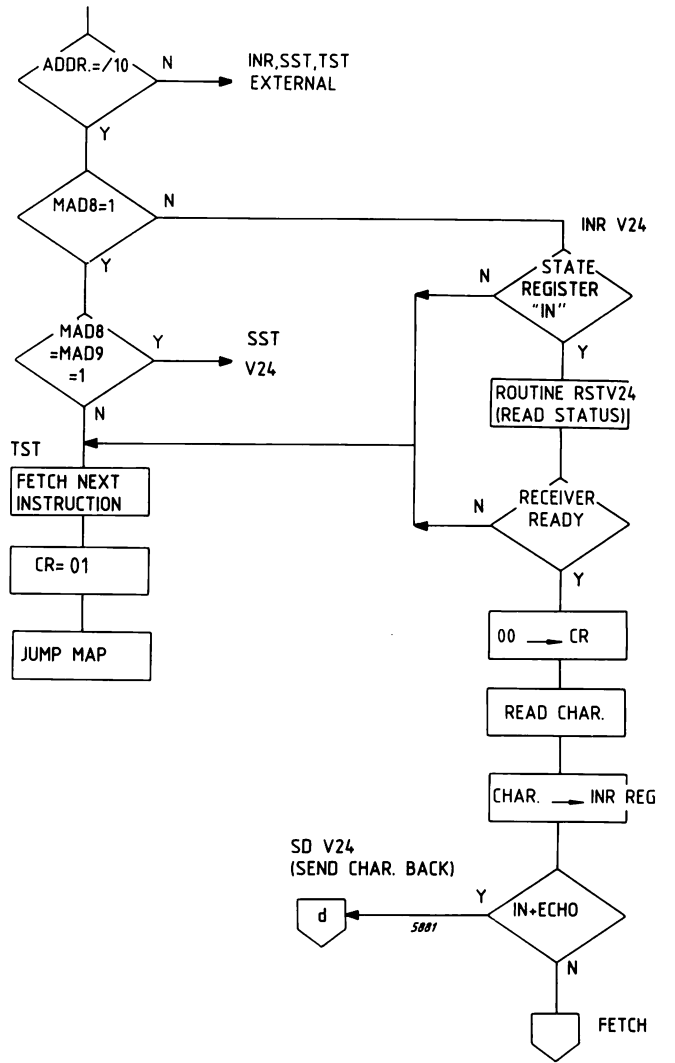 ADDR.=/10
N
INR,SST,TST
EXTERNAL
Y
MAD8=1
N
INR V24
Y
STATE
REGISTER
"IN"
N
Y
MAD8
=MAD9
=1
Y
SST
V24
N
ROUTINE RSTV24
(READ STATUS)
TST
FETCH NEXT
INSTRUCTION
RECEIVER
READY
N
Y
CR= 01
00 → CR
JUMP MAP
READ CHAR.
CHAR. → INR REG
SD V24
(SEND CHAR. BACK)
Y
IN+ECHO
d
5881
N
FETCH